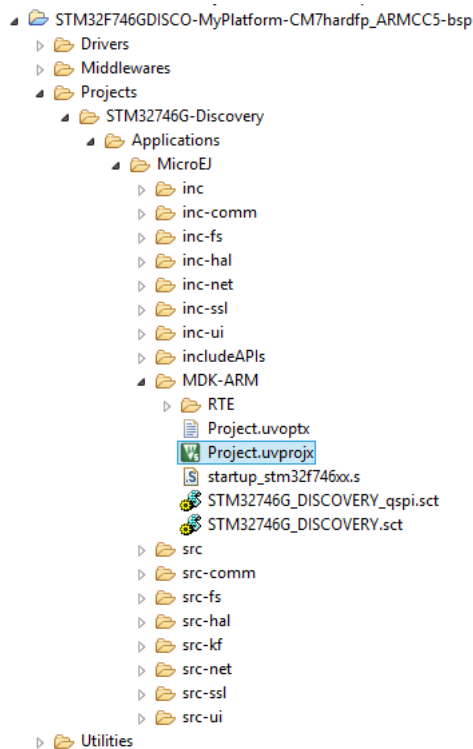 STM32F746GDISCO-MyPlatform-CM7hardfp_ARMCC5-bsp
Drivers
Middlewares
Projects
STM32746G-Discovery
Applications
MicroEJ
inc
inc-comm
inc-fs
inc-hal
inc-net
inc-ssl
inc-ui
includeAPIs
MDK-ARM
RTE
Project.uvoptx
Project.uvprojx
startup_stm32f746xx.s
STM32746G_DISCOVERY_qspi.sct
STM32746G_DISCOVERY.sct
src
src-comm
src-fs
src-hal
src-kf
src-net
src-ssl
src-ui
Utilities